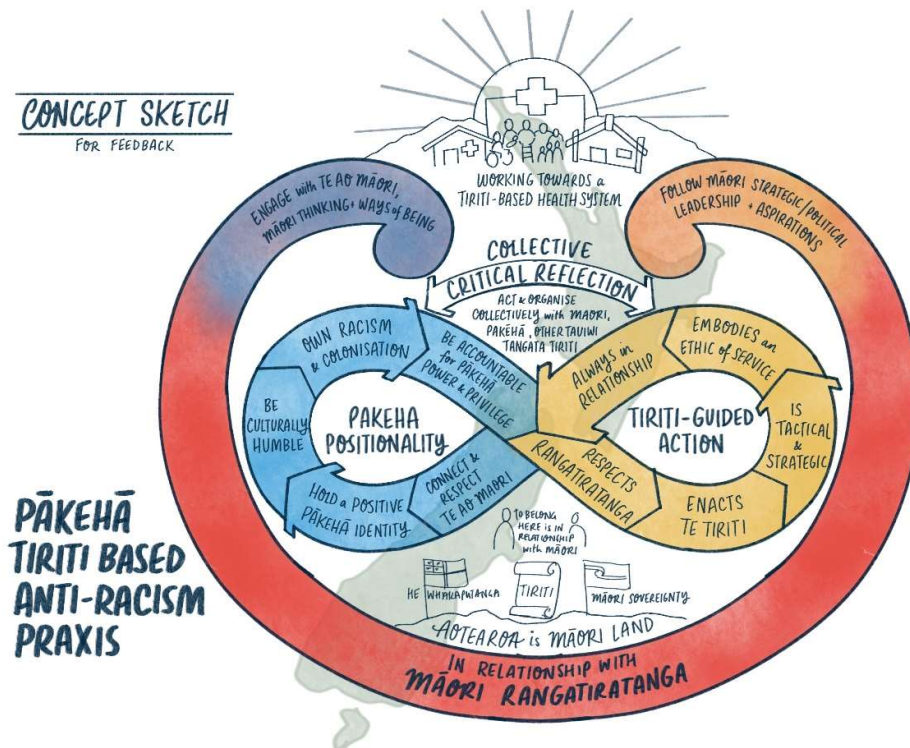 CONCEPT SKETCH
FOR FEEDBACK
WORKING TOWARDS a
TIRITI-BASED HEALTH SYSTEM
ENGAGE with TE AO MĀORI,
MĀORI THINKING + WAYS of BEING
FOLLOW MĀORI STRATEGIC/POLITICAL
LEADERSHIP + ASPIRATIONS
COLLECTIVE
CRITICAL REFLECTION
ACT & ORGANISE
COLLECTIVELY with MĀORI,
PAKĒHĀ, OTHER TAUIWI
TANGATA TIRITI
OWN RACISM
& COLONISATION
BE ACCOUNTABLE
for PĀKEHĀ
POWER & PRIVILEGE
BE
CULTURALLY
HUMBLE
PAKEHA
POSITIONALITY
HOLD a POSITIVE
PĀKEHĀ IDENTITY
CONNECT &
RESPECT
TE AO MAORI
ALWAYS in
RELATIONSHIP
EMBODIES an
ETHIC of SERVICE
TIRITI-GUIDED
ACTION
IS
TACTICAL
&
STRATEGIC
RESPECTS
RANGATIRATANGA
ENACTS
TE TIRITI
TO BELONG
HERE IS IN
RELATIONSHIP
with MĀORI
HE WHAKAPUTANGA
TIRITI
MĀORI SOVEREIGNTY
AOTEAROA is MĀORI LAND
IN RELATIONSHIP WITH
MĀORI RANGATIRATANGA
PĀKEHĀ
TIRITI BASED
ANTI-RACISM
PRAXIS